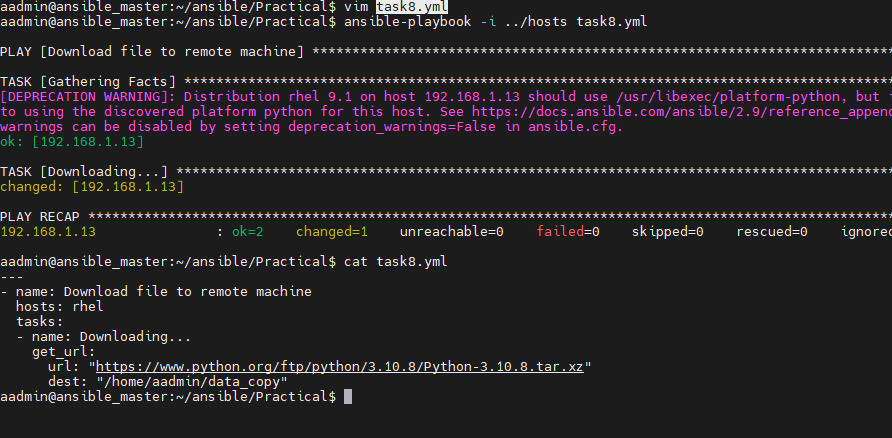 aadmin@ansible_master:~/ansible/Practical$ vim task8.yml
aadmin@ansible_master:~/ansible/Practical$ ansible-playbook -i ../hosts task8.yml
PLAY [Download file to remote machine] ************************************************************************
TASK [Gathering Facts] ****************************************************************************************
[DEPRECATION WARNING]: Distribution rhel 9.1 on host 192.168.1.13 should use /usr/libexec/platform-python, but i
to using the discovered platform python for this host. See https://docs.ansible.com/ansible/2.9/reference_appen
warnings can be disabled by setting deprecation_warnings=False in ansible.cfg.
ok: [192.168.1.13]
TASK [Downloading...] *****************************************************************************************
changed: [192.168.1.13]
PLAY RECAP ****************************************************************************************************
192.168.1.13 : ok=2 changed=1 unreachable=0 failed=0 skipped=0 rescued=0 ignored
aadmin@ansible_master:~/ansible/Practical$ cat task8.yml
---
- name: Download file to remote machine
  hosts: rhel
  tasks:
  - name: Downloading...
    get_url:
      url: "https://www.python.org/ftp/python/3.10.8/Python-3.10.8.tar.xz"
      dest: "/home/aadmin/data_copy"
aadmin@ansible_master:~/ansible/Practical$